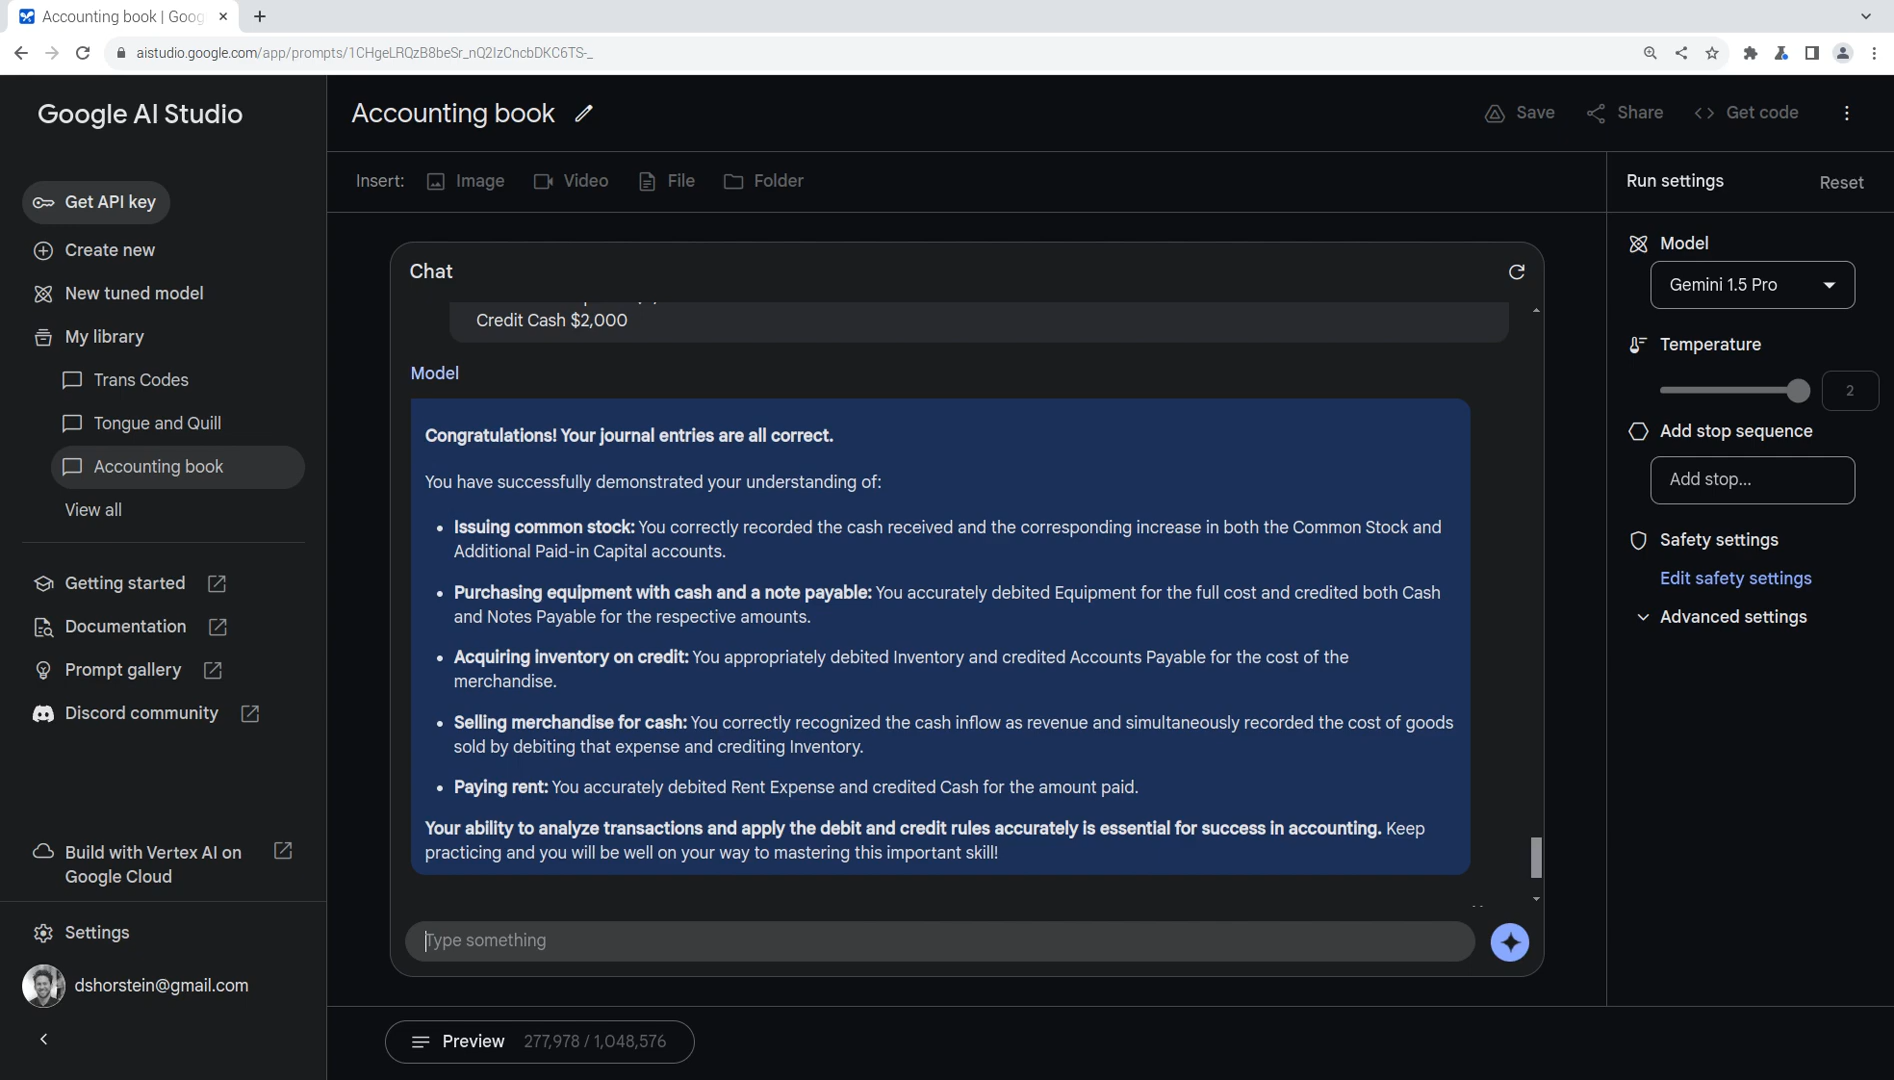 Accounting book | Goog
aistudio.google.com/app/prompts/1CHgeLRQzB8beSr_nQ2IzCncbDKC6TS-_
Google AI Studio
Get API key
Create new
New tuned model
My library
Trans Codes
Tongue and Quill
Accounting book
View all
Getting started
Documentation
Prompt gallery
Discord community
Build with Vertex AI on
Google Cloud
Settings
dshorstein@gmail.com
Accounting book
Save
Share
Get code
Insert: Image Video File Folder
Chat
Credit Cash $2,000
Model
Congratulations! Your journal entries are all correct.
You have successfully demonstrated your understanding of:
• Issuing common stock: You correctly recorded the cash received and the corresponding increase in both the Common Stock and
Additional Paid-in Capital accounts.
• Purchasing equipment with cash and a note payable: You accurately debited Equipment for the full cost and credited both Cash
and Notes Payable for the respective amounts.
• Acquiring inventory on credit: You appropriately debited Inventory and credited Accounts Payable for the cost of the
merchandise.
• Selling merchandise for cash: You correctly recognized the cash inflow as revenue and simultaneously recorded the cost of goods
sold by debiting that expense and crediting Inventory.
• Paying rent: You accurately debited Rent Expense and credited Cash for the amount paid.
Your ability to analyze transactions and apply the debit and credit rules accurately is essential for success in accounting. Keep
practicing and you will be well on your way to mastering this important skill!
Type something
Preview 277,978 / 1,048,576
Run settings
Reset
Model
Gemini 1.5 Pro
Temperature
2
Add stop sequence
Add stop...
Safety settings
Edit safety settings
Advanced settings